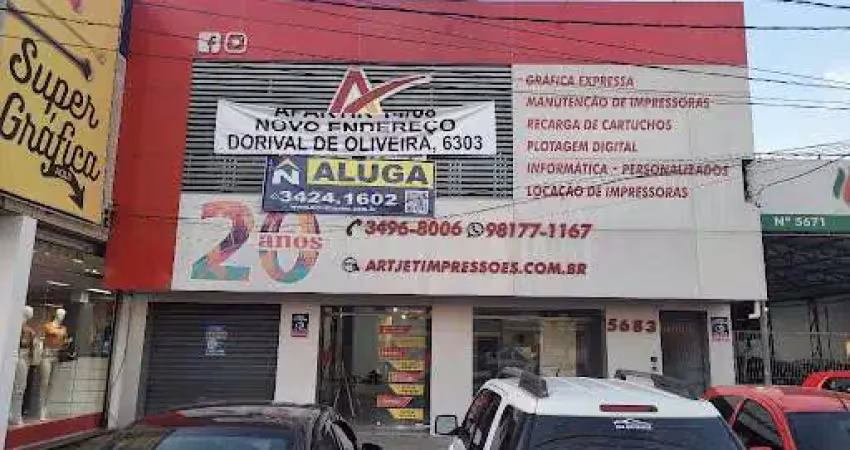 Super
Gráfica
A PARTIR 14/08
NOVO ENDEREÇO
DORIVAL DE OLIVEIRA, 6303
ALUGA
3424.1602
GRÁFICA EXPRESSA
MANUTENÇÃO DE IMPRESSORAS
RECARGA DE CARTUCHOS
PLOTAGEM DIGITAL
INFORMÁTICA • PERSONALIZADOS
LOCAÇÃO DE IMPRESSORAS
20 anos
3496-8006 98177-1167
ARTJETIMPRESSOES.COM.BR
Nº 5671
5683